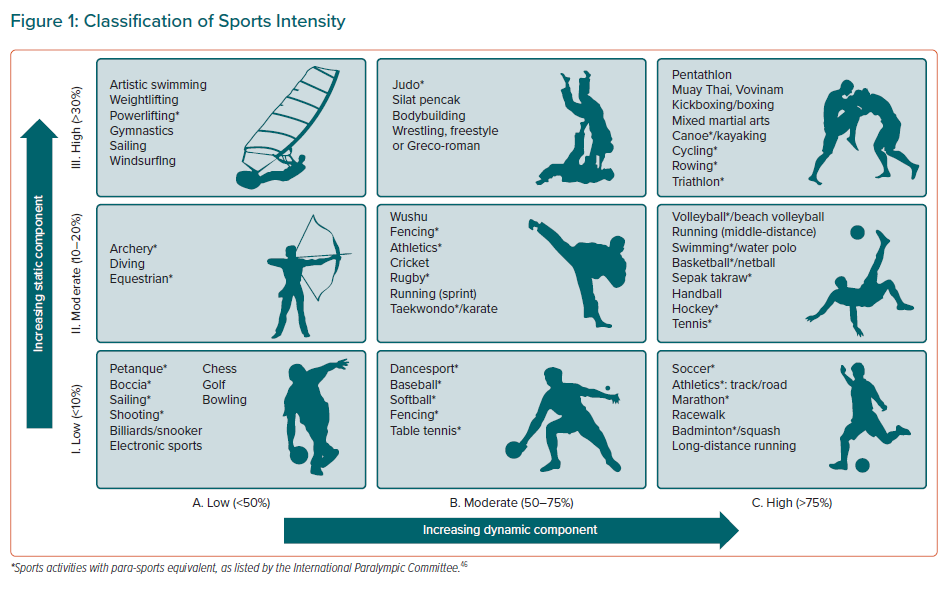 Figure 1: Classification of Sports Intensity
Increasing static component
III. High (>30%)
Artistic swimming
Weightlifting
Powerlifting*
Gymnastics
Sailing
Windsurfing
Judo*
Silat pencak
Bodybuilding
Wrestling, freestyle
or Greco-roman
Pentathlon
Muay Thai, Vovinam
Kickboxing/boxing
Mixed martial arts
Canoe*/kayaking
Cycling*
Rowing*
Triathlon*
II. Moderate (10–20%)
Archery*
Diving
Equestrian*
Wushu
Fencing*
Athletics*
Cricket
Rugby*
Running (sprint)
Taekwondo*/karate
Volleyball*/beach volleyball
Running (middle-distance)
Swimming*/water polo
Basketball*/netball
Sepak takraw*
Handball
Hockey*
Tennis*
I. Low (<10%)
Petanque*
Boccia*
Sailing*
Shooting*
Billiards/snooker
Electronic sports
Chess
Golf
Bowling
Dancesport*
Baseball*
Softball*
Fencing*
Table tennis*
Soccer*
Athletics*: track/road
Marathon*
Racewalk
Badminton*/squash
Long-distance running
A. Low (<50%)
B. Moderate (50–75%)
C. High (>75%)
Increasing dynamic component
*Sports activities with para-sports equivalent, as listed by the International Paralympic Committee.46